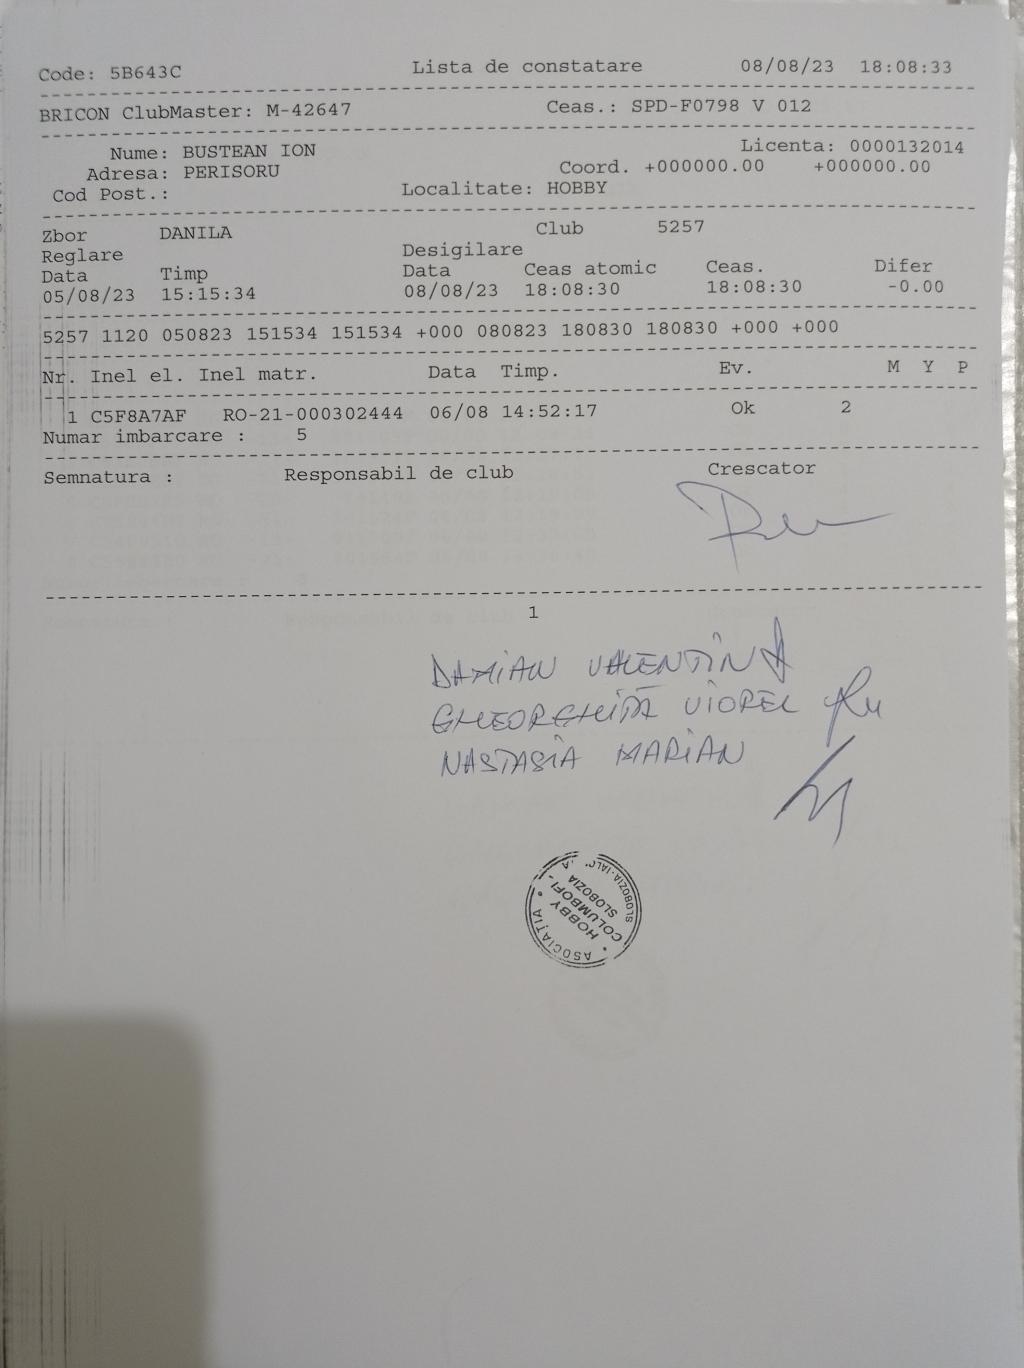 Code: 5B643C Lista de constatare 08/08/23 18:08:33
BRICON ClubMaster: M-42647 Ceas.: SPD-F0798 V 012
Nume: BUSTEAN ION Licenta: 0000132014
Adresa: PERISORU Coord. +000000.00 +000000.00
Cod Post.: Localitate: HOBBY
Zbor DANILA Club 5257
Reglare Desigilare
Data Timp Data Ceas atomic Ceas. Difer
05/08/23 15:15:34 08/08/23 18:08:30 18:08:30 -0.00
5257 1120 050823 151534 151534 +000 080823 180830 180830 +000 +000
Nr. Inel el. Inel matr. Data Timp. Ev. M Y P
1 C5F8A7AF RO-21-000302444 06/08 14:52:17 Ok 2
Numar imbarcare : 5
Semnatura : Responsabil de club Crescator
1
DAMIAN VALENTIN
GHEORGHITĂ VIOREL
NASTASIA MARIAN
ASOCIAȚIA
HOBBY
COLUMBOFI-
SLOBOZIA